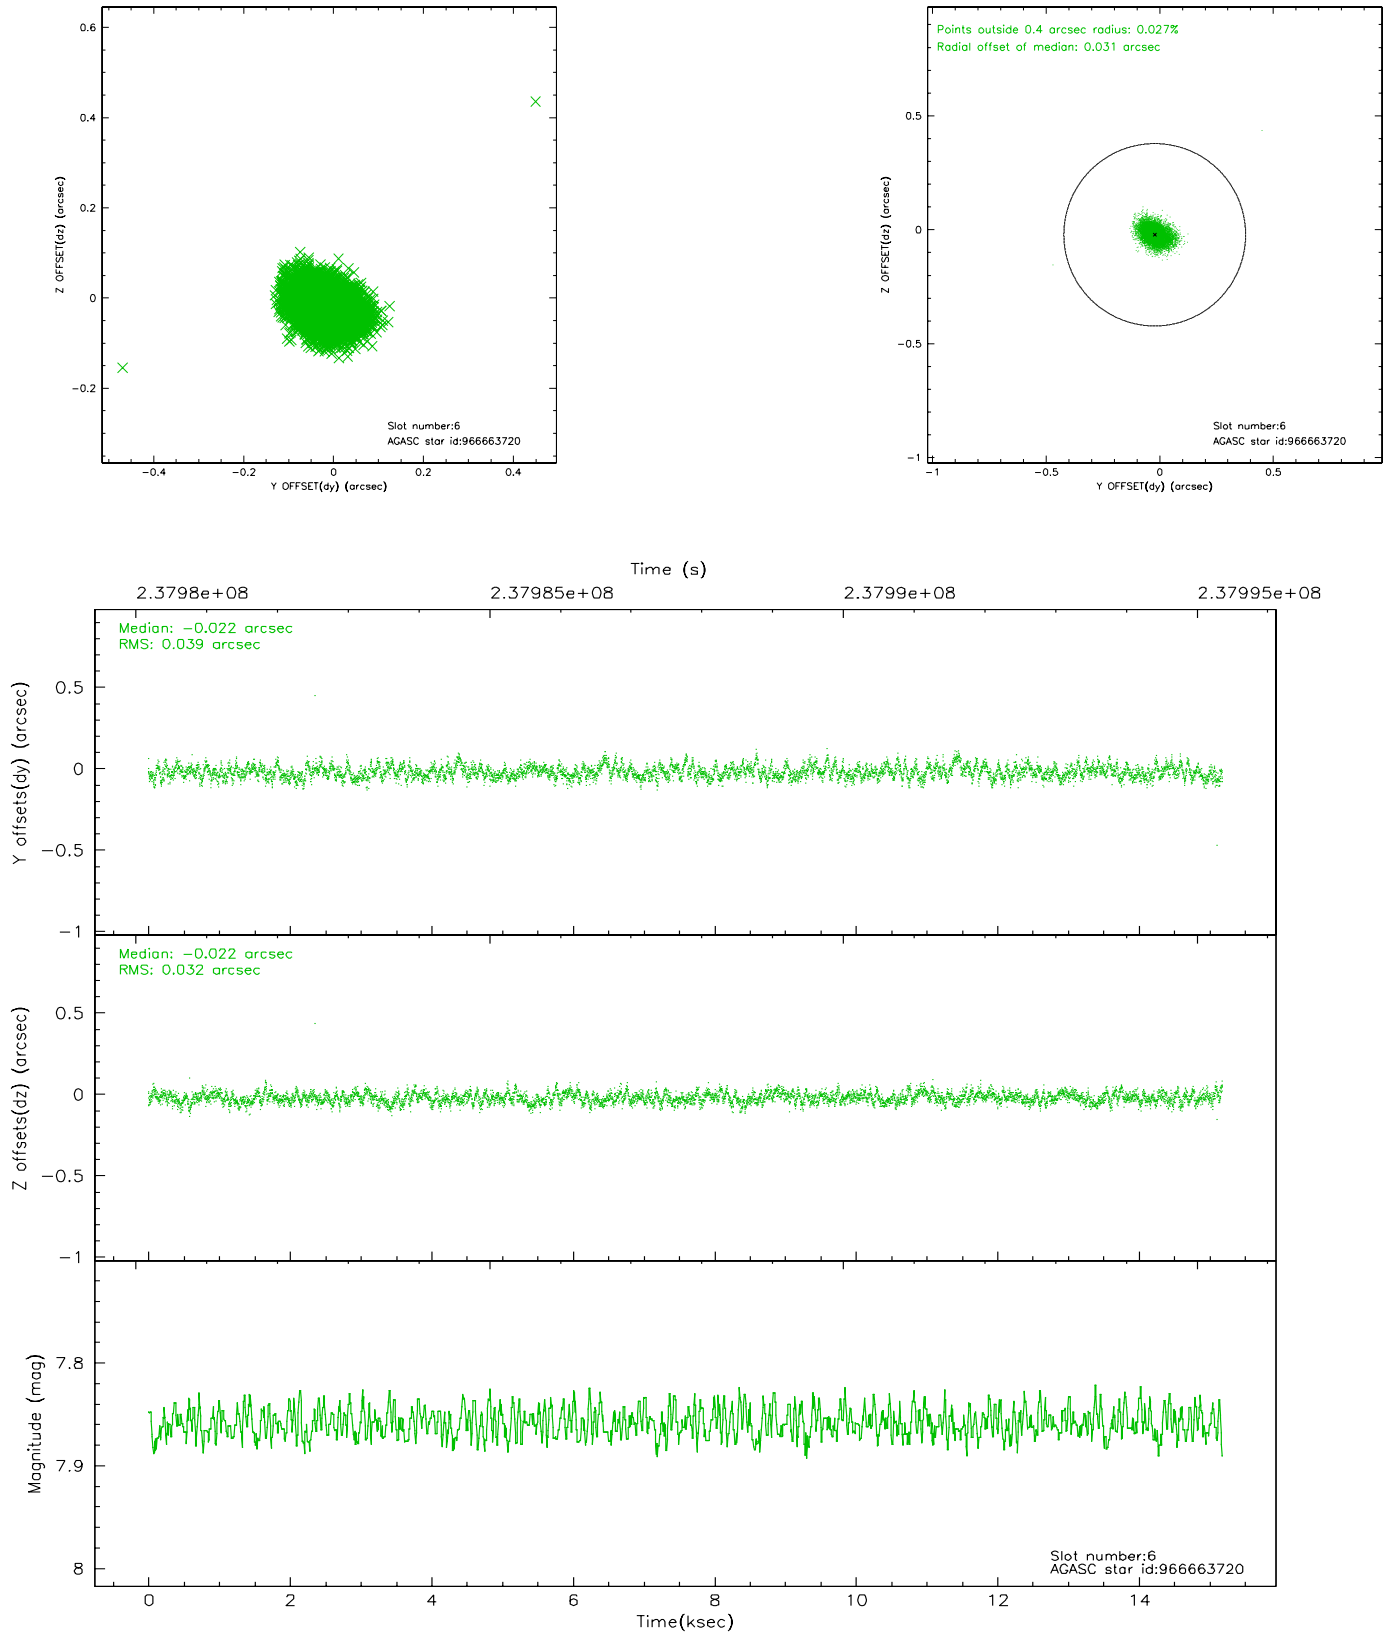 0.6
0.4
0.2
0
−0.2
Z OFFSET(dz) (arcsec)
−0.4
−0.2
0
0.2
0.4
Y OFFSET(dy) (arcsec)
Slot number:6
AGASC star id:966663720
Points outside 0.4 arcsec radius: 0.027%
Radial offset of median: 0.031 arcsec
0.5
0
−0.5
−1
Z OFFSET(dz) (arcsec)
−1
−0.5
0
0.5
Y OFFSET(dy) (arcsec)
Slot number:6
AGASC star id:966663720
Time (s)
2.3798e+08
2.37985e+08
2.3799e+08
2.37995e+08
Median: −0.022 arcsec
RMS: 0.039 arcsec
0.5
0
−0.5
−1
Y offsets(dy) (arcsec)
Median: −0.022 arcsec
RMS: 0.032 arcsec
0.5
0
−0.5
−1
Z offsets(dz) (arcsec)
7.8
7.9
8
Magnitude (mag)
Slot number:6
AGASC star id:966663720
0
2
4
6
8
10
12
14
Time(ksec)